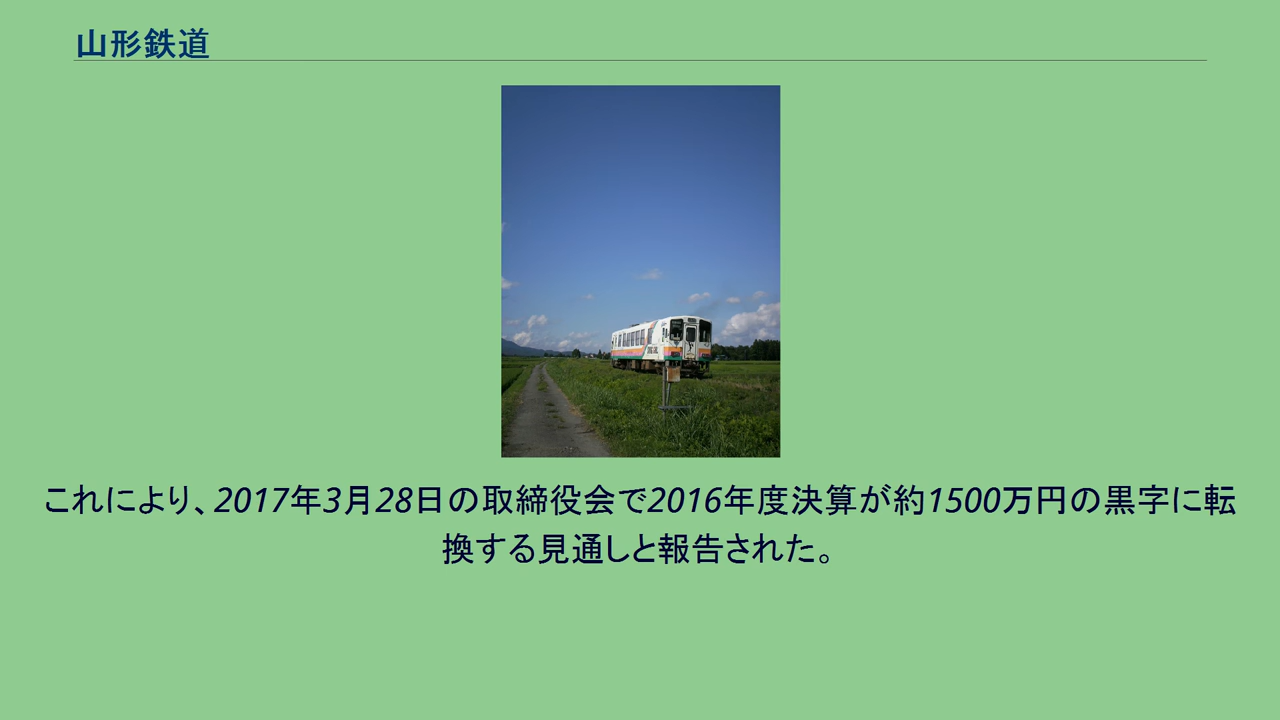 山形鉄道
これにより、2017年3月28日の取締役会で2016年度決算が約1500万円の黒字に転
換する見通しと報告された。